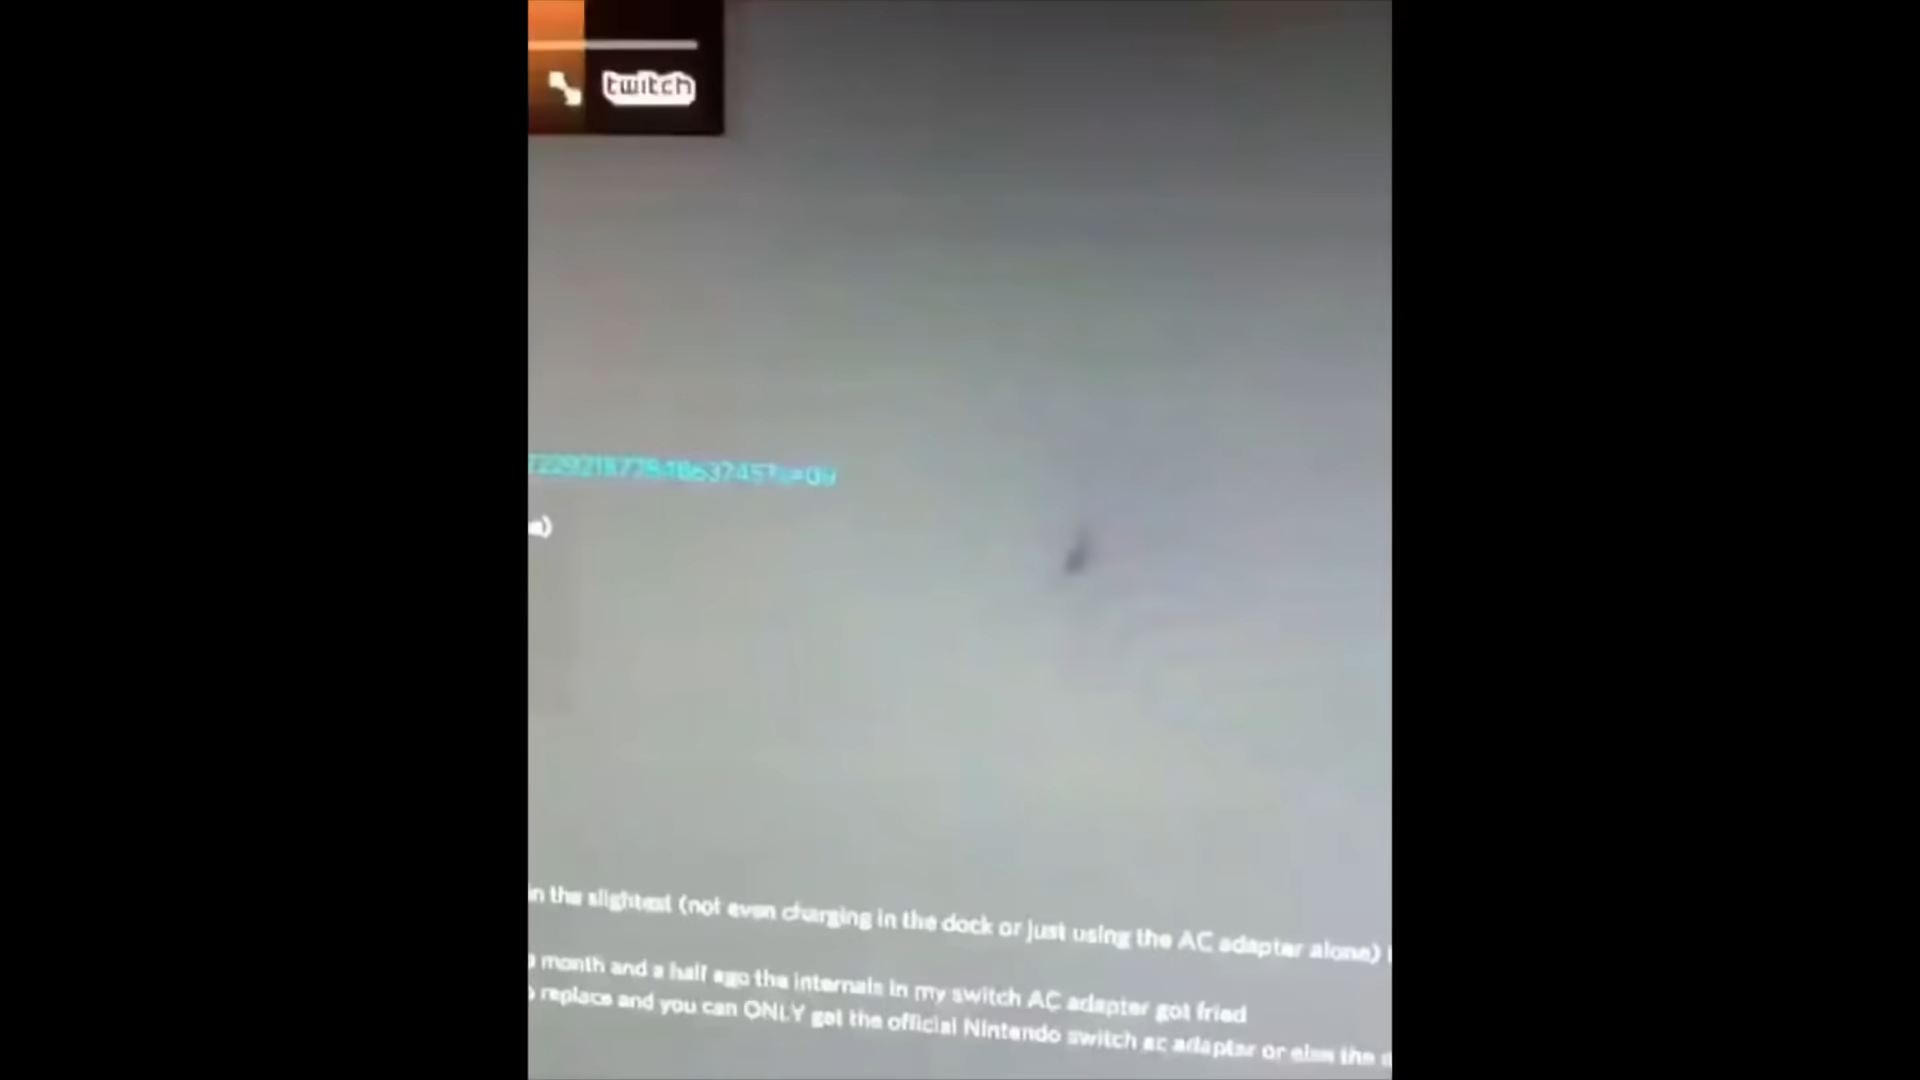 twitch
in the slightest (not even charging in the dock or just using the AC adapter alone)
month and a half ago the internals in my switch AC adapter got fried
replace and you can ONLY get the official Nintendo switch ac adapter or else the